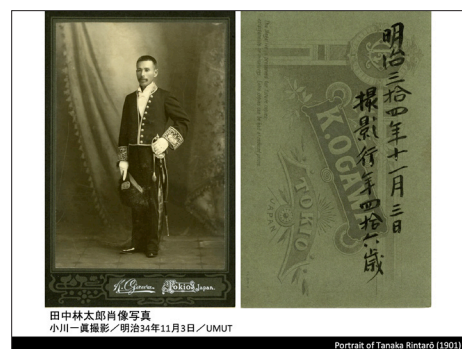 K. Ogawa. Tokio, Japan.
明治三拾四年十一月三日
撮影行年四拾六歳
K.OGAWA
TOKIO
JAPAN
田中林太郎肖像写真
小川一眞撮影／明治34年11月3日／UMUT
Portrait of Tanaka Rintarō (1901)